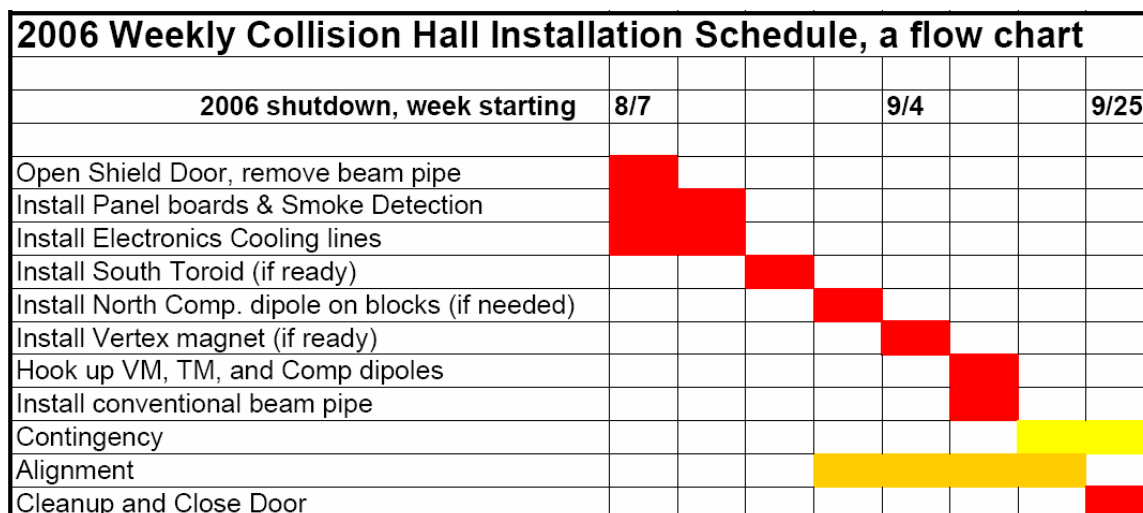 2006 Weekly Collision Hall Installation Schedule, a flow chart
2006 shutdown, week starting 8/7 9/4 9/25
Open Shield Door, remove beam pipe
Install Panel boards & Smoke Detection
Install Electronics Cooling lines
Install South Toroid (if ready)
Install North Comp. dipole on blocks (if needed)
Install Vertex magnet (if ready)
Hook up VM, TM, and Comp dipoles
Install conventional beam pipe
Contingency
Alignment
Cleanup and Close Door